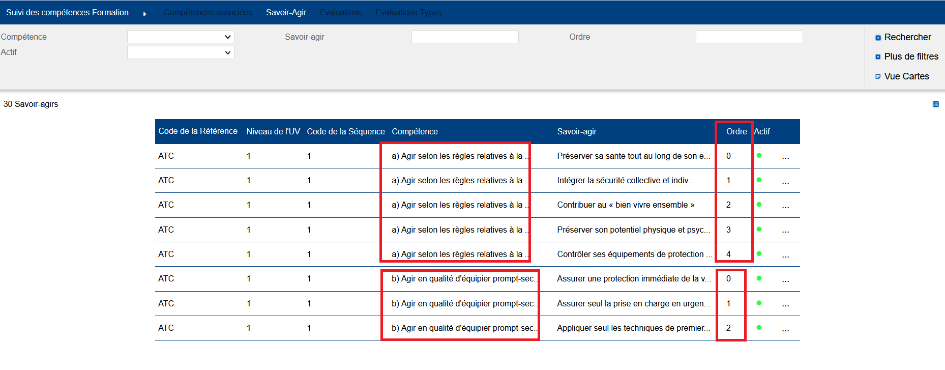 Suivi des compétences Formation
Compétences associées Savoir-Agir Evaluations Evaluations Types
Compétence Savoir-agir Ordre
Actif
Rechercher
Plus de filtres
Vue Cartes
30 Savoir-agirs
Code de la Référence Niveau de l'UV Code de la Séquence Compétence Savoir-agir Ordre Actif
ATC 1 1 a) Agir selon les règles relatives à la ... Préserver sa sante tout au long de son e... 0 ...
ATC 1 1 a) Agir selon les règles relatives à la ... Intégrer la sécurité collective et indiv 1 ...
ATC 1 1 a) Agir selon les règles relatives à la ... Contribuer au « bien vivre ensemble » 2 ...
ATC 1 1 a) Agir selon les règles relatives à la ... Préserver son potentiel physique et psyc... 3 ...
ATC 1 1 a) Agir selon les règles relatives à la ... Contrôler ses équipements de protection ... 4 ...
ATC 1 1 b) Agir en qualité d'équipier prompt-sec... Assurer une protection immédiate de la v... 0 ...
ATC 1 1 b) Agir en qualité d'équipier prompt-sec... Assurer seul la prise en charge en urgen... 1 ...
ATC 1 1 b) Agir en qualité d'équipier prompt sec... Appliquer seul les techniques de premier... 2 ...